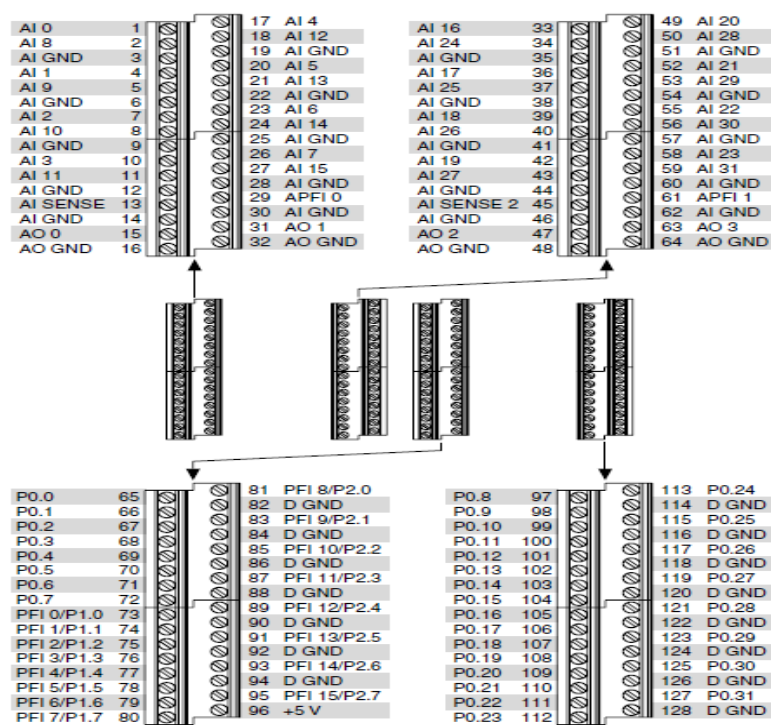 AI 0 1
AI 8 2
AI GND 3
AI 1 4
AI 9 5
AI GND 6
AI 2 7
AI 10 8
AI GND 9
AI 3 10
AI 11 11
AI GND 12
AI SENSE 13
AI GND 14
AO 0 15
AO GND 16
17 AI 4
18 AI 12
19 AI GND
20 AI 5
21 AI 13
22 AI GND
23 AI 6
24 AI 14
25 AI GND
26 AI 7
27 AI 15
28 AI GND
29 APFI 0
30 AI GND
31 AO 1
32 AO GND
AI 16 33
AI 24 34
AI GND 35
AI 17 36
AI 25 37
AI GND 38
AI 18 39
AI 26 40
AI GND 41
AI 19 42
AI 27 43
AI GND 44
AI SENSE 2 45
AI GND 46
AO 2 47
AO GND 48
49 AI 20
50 AI 28
51 AI GND
52 AI 21
53 AI 29
54 AI GND
55 AI 22
56 AI 30
57 AI GND
58 AI 23
59 AI 31
60 AI GND
61 APFI 1
62 AI GND
63 AO 3
64 AO GND
P0.0 65
P0.1 66
P0.2 67
P0.3 68
P0.4 69
P0.5 70
P0.6 71
P0.7 72
PFI 0/P1.0 73
PFI 1/P1.1 74
PFI 2/P1.2 75
PFI 3/P1.3 76
PFI 4/P1.4 77
PFI 5/P1.5 78
PFI 6/P1.6 79
PFI 7/P1.7 80
81 PFI 8/P2.0
82 D GND
83 PFI 9/P2.1
84 D GND
85 PFI 10/P2.2
86 D GND
87 PFI 11/P2.3
88 D GND
89 PFI 12/P2.4
90 D GND
91 PFI 13/P2.5
92 D GND
93 PFI 14/P2.6
94 D GND
95 PFI 15/P2.7
96 +5 V
P0.8 97
P0.9 98
P0.10 99
P0.11 100
P0.12 101
P0.13 102
P0.14 103
P0.15 104
P0.16 105
P0.17 106
P0.18 107
P0.19 108
P0.20 109
P0.21 110
P0.22 111
P0.23 112
113 P0.24
114 D GND
115 P0.25
116 D GND
117 P0.26
118 D GND
119 P0.27
120 D GND
121 P0.28
122 D GND
123 P0.29
124 D GND
125 P0.30
126 D GND
127 P0.31
128 D GND